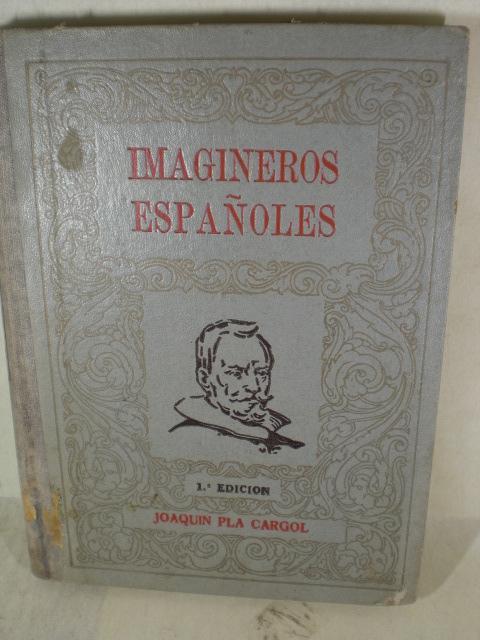 IMAGINEROS
ESPAÑOLES
1.ª EDICION
JOAQUIN PLA CARGOL